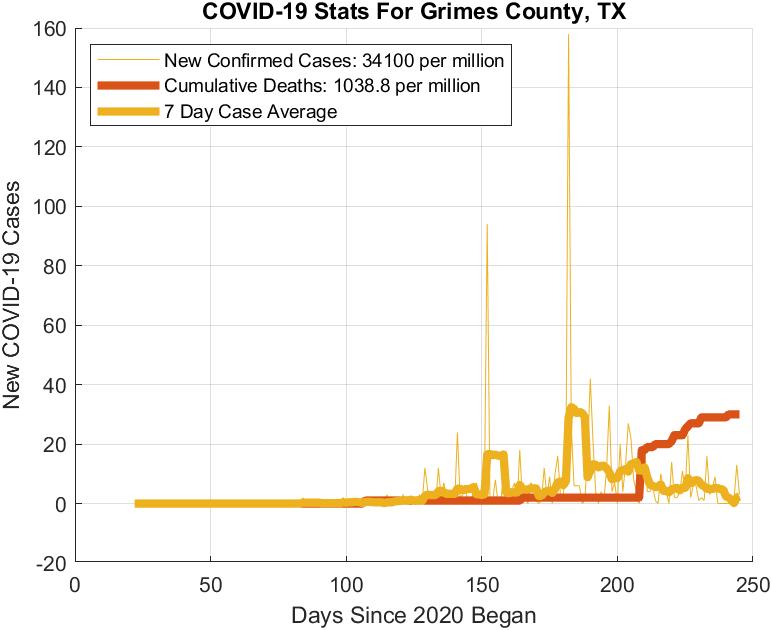 COVID-19 Stats For Grimes County, TX
160
140
120
100
80
60
40
20
0
-20
New COVID-19 Cases
New Confirmed Cases: 34100 per million
Cumulative Deaths: 1038.8 per million
7 Day Case Average
0 50 100 150 200 250
Days Since 2020 Began